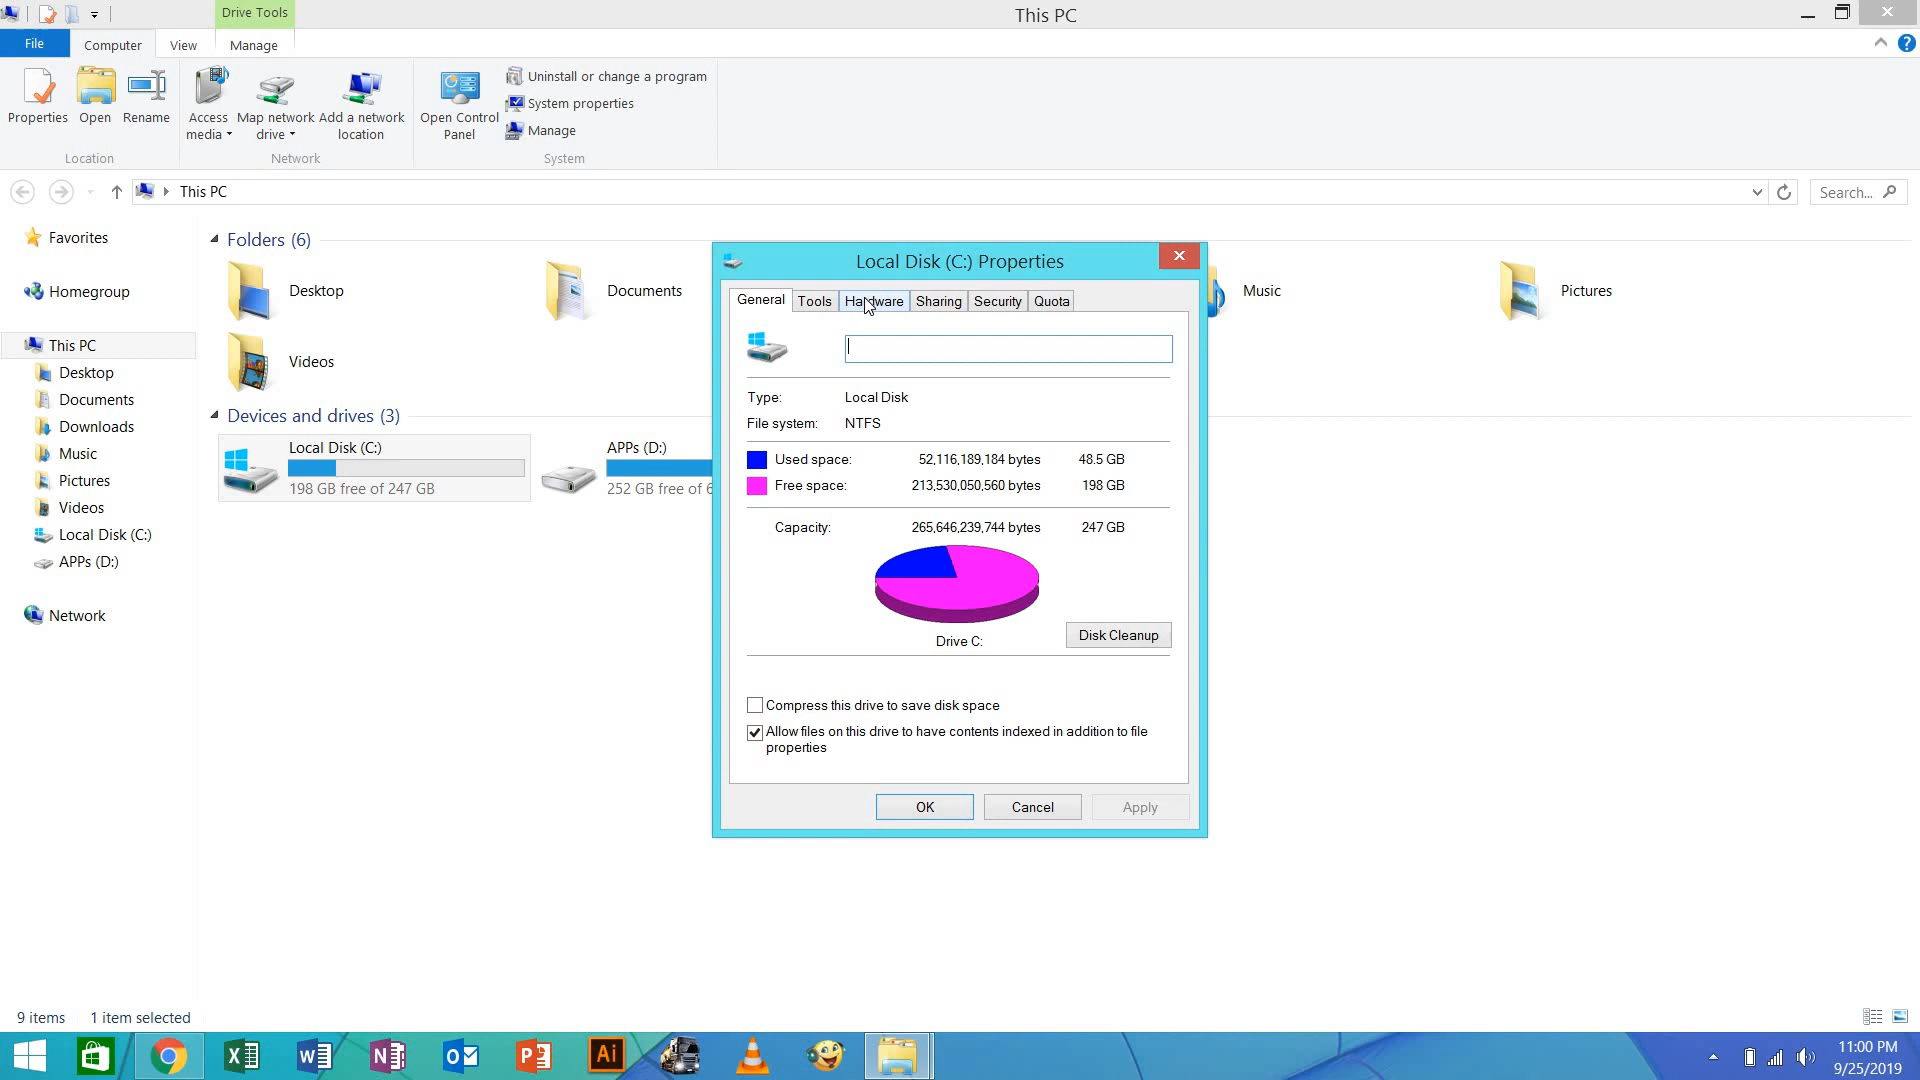 Drive Tools
This PC
File
Computer
View
Manage
Properties
Open
Rename
Access media
Map network drive
Add a network location
Open Control Panel
Uninstall or change a program
System properties
Manage
Location
Network
System
This PC
Search...
Favorites
Homegroup
This PC
Desktop
Documents
Downloads
Music
Pictures
Videos
Local Disk (C:)
APPs (D:)
Network
Folders (6)
Desktop
Documents
Music
Pictures
Videos
Devices and drives (3)
Local Disk (C:)
198 GB free of 247 GB
APPs (D:)
252 GB free of 6
Local Disk (C:) Properties
General
Tools
Hardware
Sharing
Security
Quota
Type: Local Disk
File system: NTFS
Used space: 52,116,189,184 bytes 48.5 GB
Free space: 213,530,050,560 bytes 198 GB
Capacity: 265,646,239,744 bytes 247 GB
Drive C:
Disk Cleanup
Compress this drive to save disk space
Allow files on this drive to have contents indexed in addition to file
properties
OK
Cancel
Apply
9 items 1 item selected
Ai
11:00 PM
9/25/2019